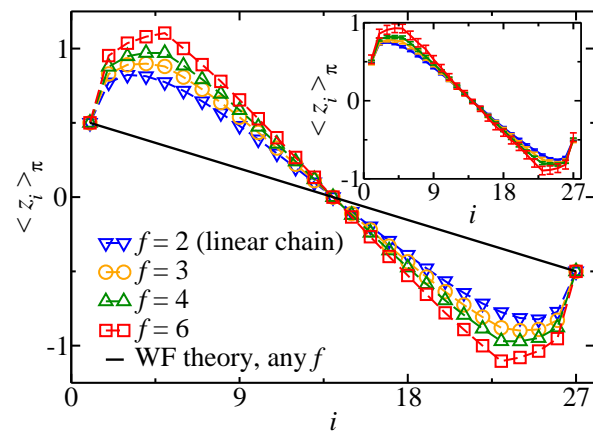 1
0
-1
0
9
18
27
< z_i >_π
i
1
0
-1
0
9
18
27
< z_i >_π
i
f = 2 (linear chain)
f = 3
f = 4
f = 6
WF theory, any f